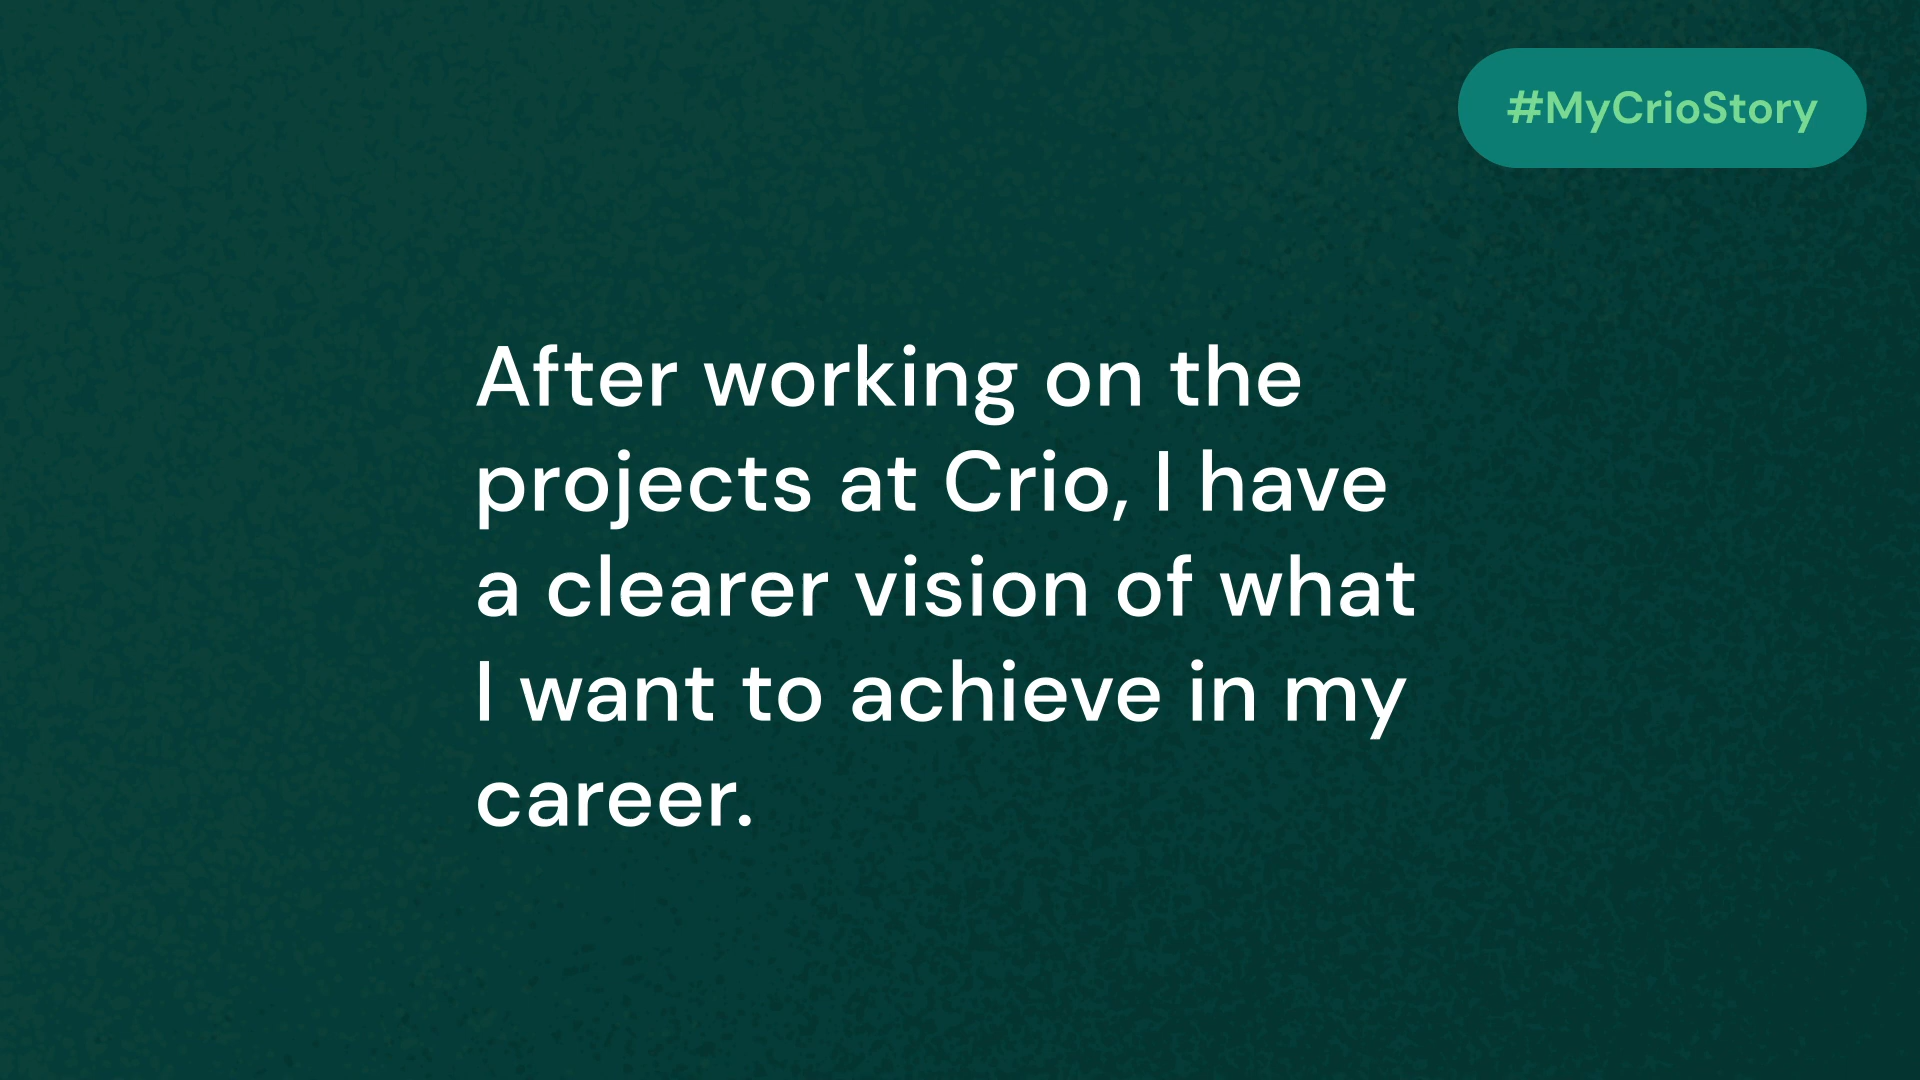 #MyCrioStory
After working on the
projects at Crio, I have
a clearer vision of what
I want to achieve in my
career.